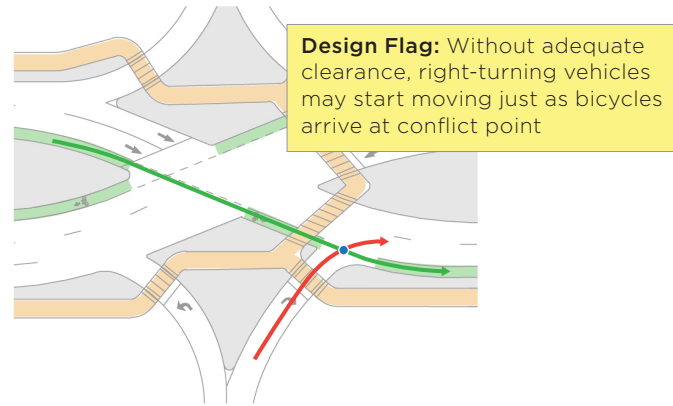 Design Flag: Without adequate
clearance, right-turning vehicles
may start moving just as bicycles
arrive at conflict point